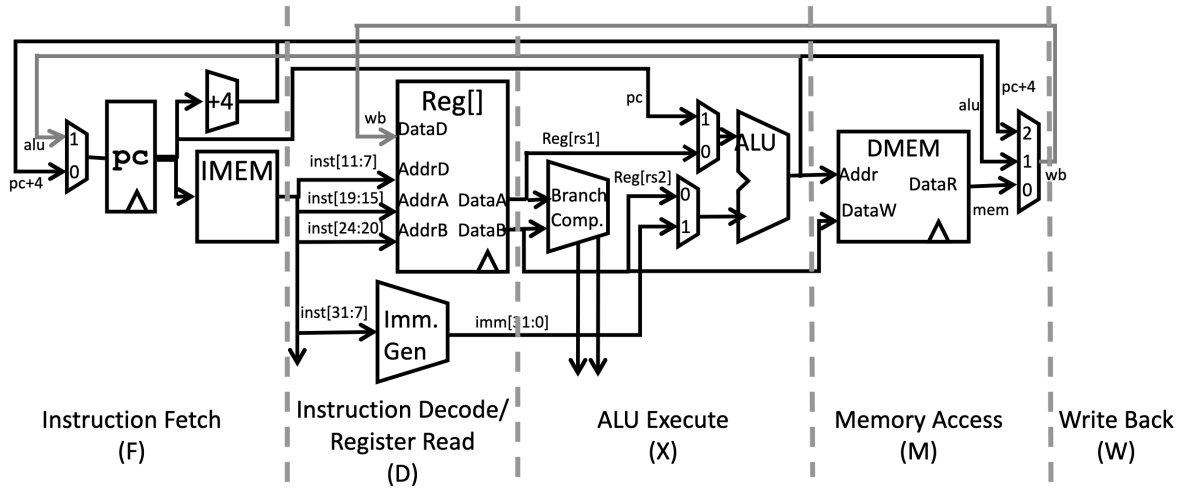 pc+4
alu
1
0
pc
+4
IMEM
wb
Reg[]
DataD
AddrD
AddrA
AddrB
DataA
DataB
inst[11:7]
inst[19:15]
inst[24:20]
inst[31:7]
Imm.
Gen
imm[31:0]
pc
Reg[rs1]
Reg[rs2]
Branch
Comp.
1
0
0
1
ALU
DMEM
Addr
DataR
DataW
pc+4
alu
mem
2
1
0
wb
Instruction Fetch
(F)
Instruction Decode/
Register Read
(D)
ALU Execute
(X)
Memory Access
(M)
Write Back
(W)